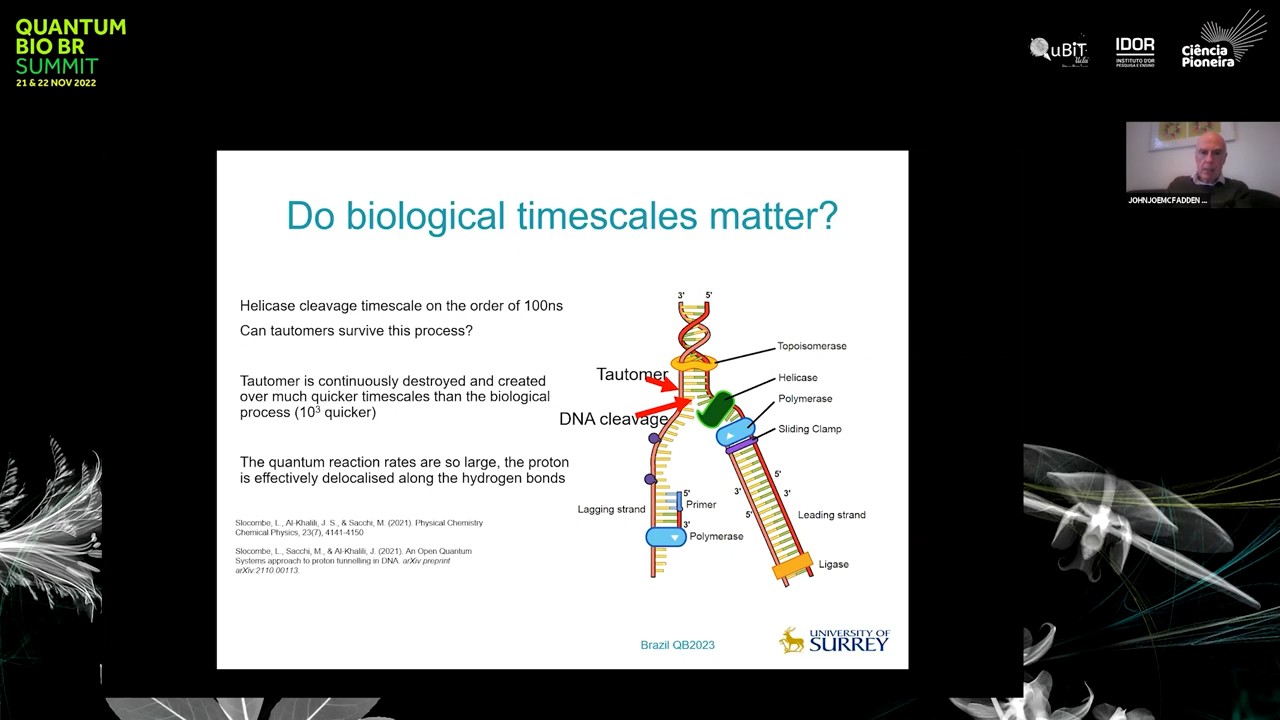 QUANTUM
BIO BR
SUMMIT
21 & 22 NOV 2022
QuBiT
IDOR
INSTITUTO D'OR
PESQUISA E ENSINO
Ciência
Pioneira
JOHNJOEMCFADDEN ...
Do biological timescales matter?
Helicase cleavage timescale on the order of 100ns
Can tautomers survive this process?
Tautomer is continuously destroyed and created
over much quicker timescales than the biological
process (10³ quicker)
The quantum reaction rates are so large, the proton
is effectively delocalised along the hydrogen bonds
Slocombe, L., Al-Khalili, J. S., & Sacchi, M. (2021). Physical Chemistry
Chemical Physics, 23(7), 4141-4150
Slocombe, L., Sacchi, M., & Al-Khalili, J. (2021). An Open Quantum
Systems approach to proton tunnelling in DNA. arXiv preprint
arXiv:2110.00113.
3'
5'
Topoisomerase
Tautomer
Helicase
Polymerase
DNA cleavage
Sliding Clamp
5'
3'
3'
5'
5'
Primer
Lagging strand
Leading strand
3'
Polymerase
Ligase
Brazil QB2023
UNIVERSITY OF
SURREY